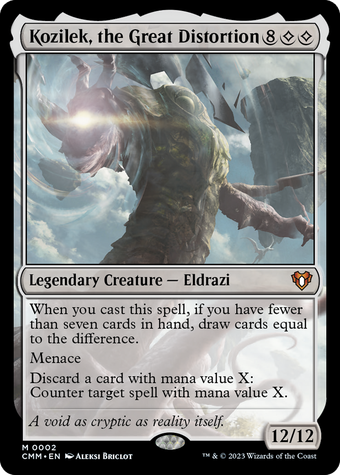 Kozilek, the Great Distortion 8
Legendary Creature — Eldrazi
When you cast this spell, if you have fewer
than seven cards in hand, draw cards equal
to the difference.
Menace
Discard a card with mana value X:
Counter target spell with mana value X.
A void as cryptic as reality itself.
12/12
M 0002
CMM • EN Aleksi Briclot
™ & © 2023 Wizards of the Coast